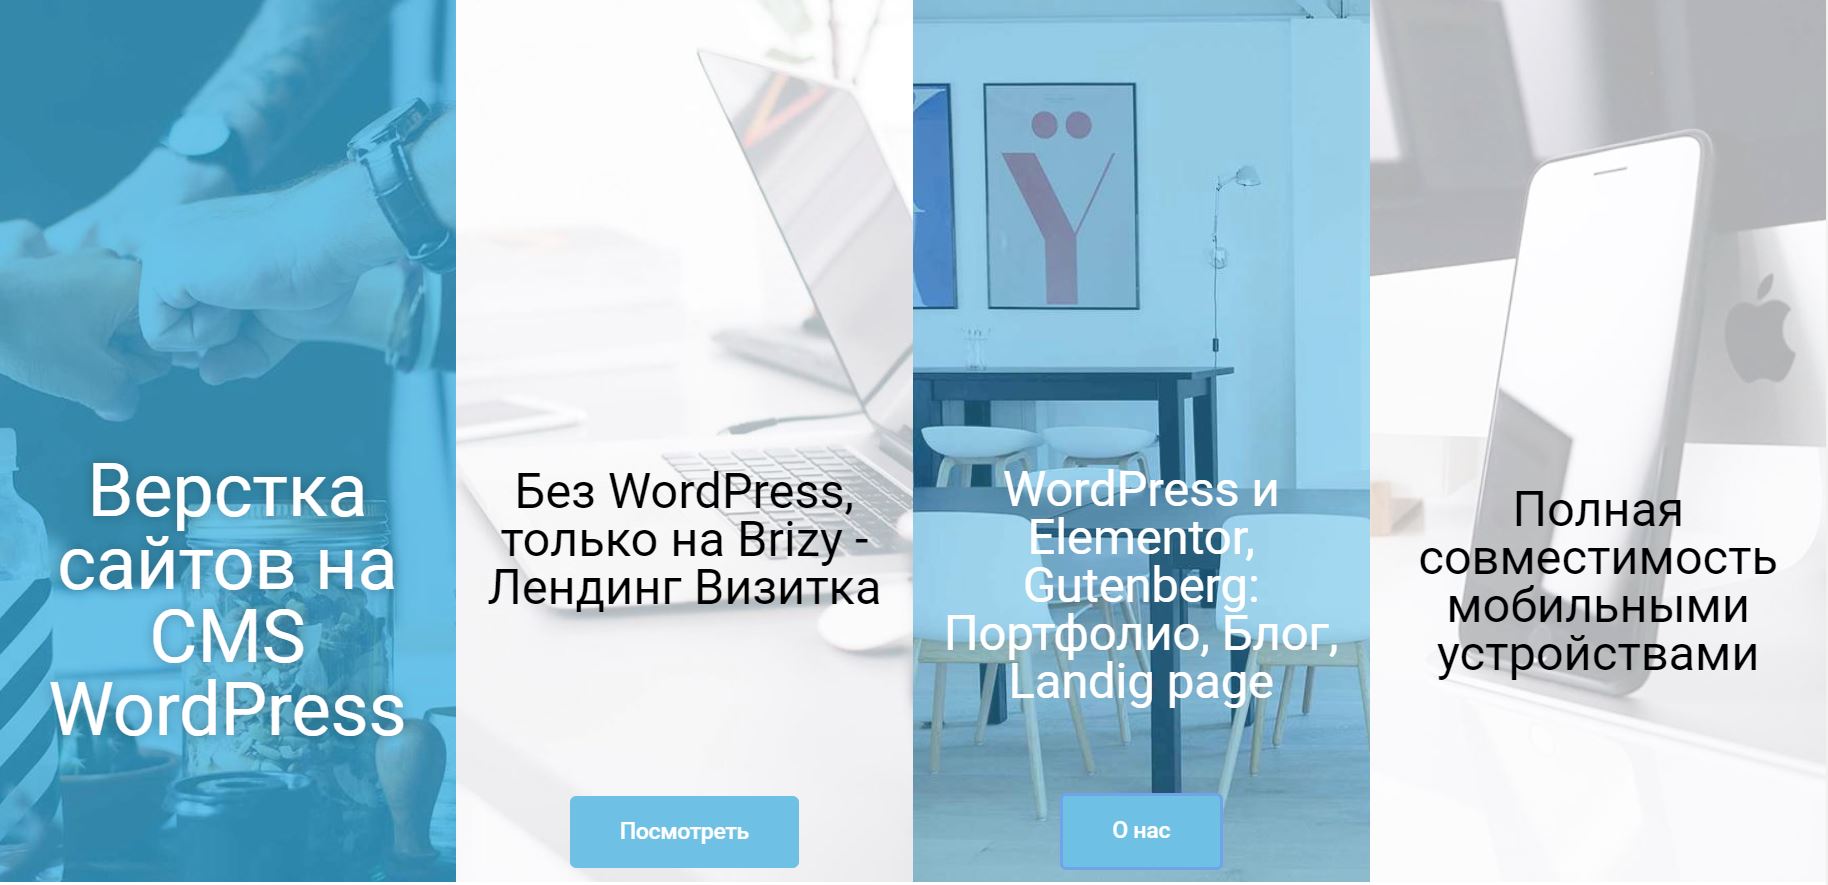 Верстка
сайтов на
CMS
WordPress
Без WordPress,
только на Brizy -
Лендинг Визитка
Посмотреть
Ÿ
WordPress и
Elementor,
Gutenberg:
Портфолио, Блог,
Landig page
О нас
Полная
совместимость
мобильными
устройствами